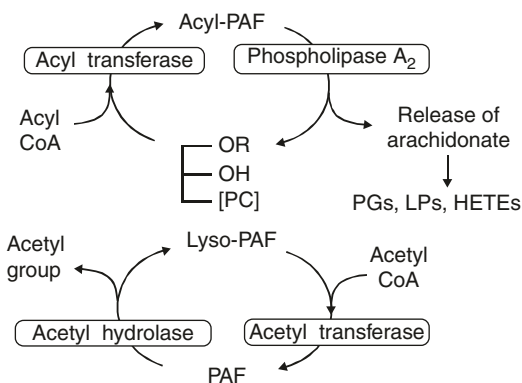 Acyl-PAF
Acyl transferase
Phospholipase A₂
Acyl
CoA
Release of
arachidonate
OR
OH
[PC]
PGs, LPs, HETEs
Lyso-PAF
Acetyl
group
Acetyl
CoA
Acetyl hydrolase
Acetyl transferase
PAF